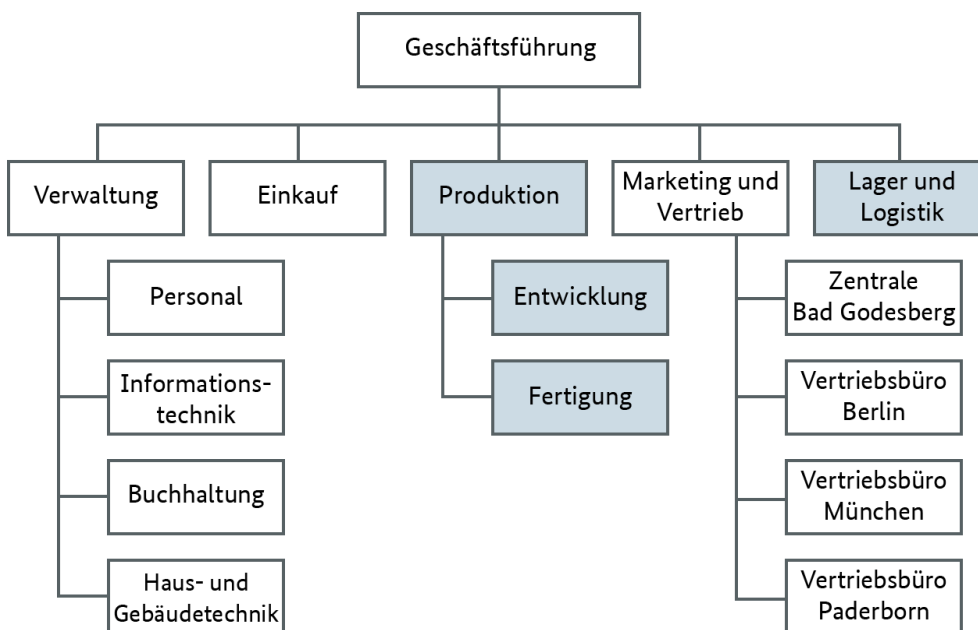 Geschäftsführung
Verwaltung
Einkauf
Produktion
Marketing und
Vertrieb
Lager und
Logistik
Personal
Informations-
technik
Buchhaltung
Haus- und
Gebäudetechnik
Entwicklung
Fertigung
Zentrale
Bad Godesberg
Vertriebsbüro
Berlin
Vertriebsbüro
München
Vertriebsbüro
Paderborn